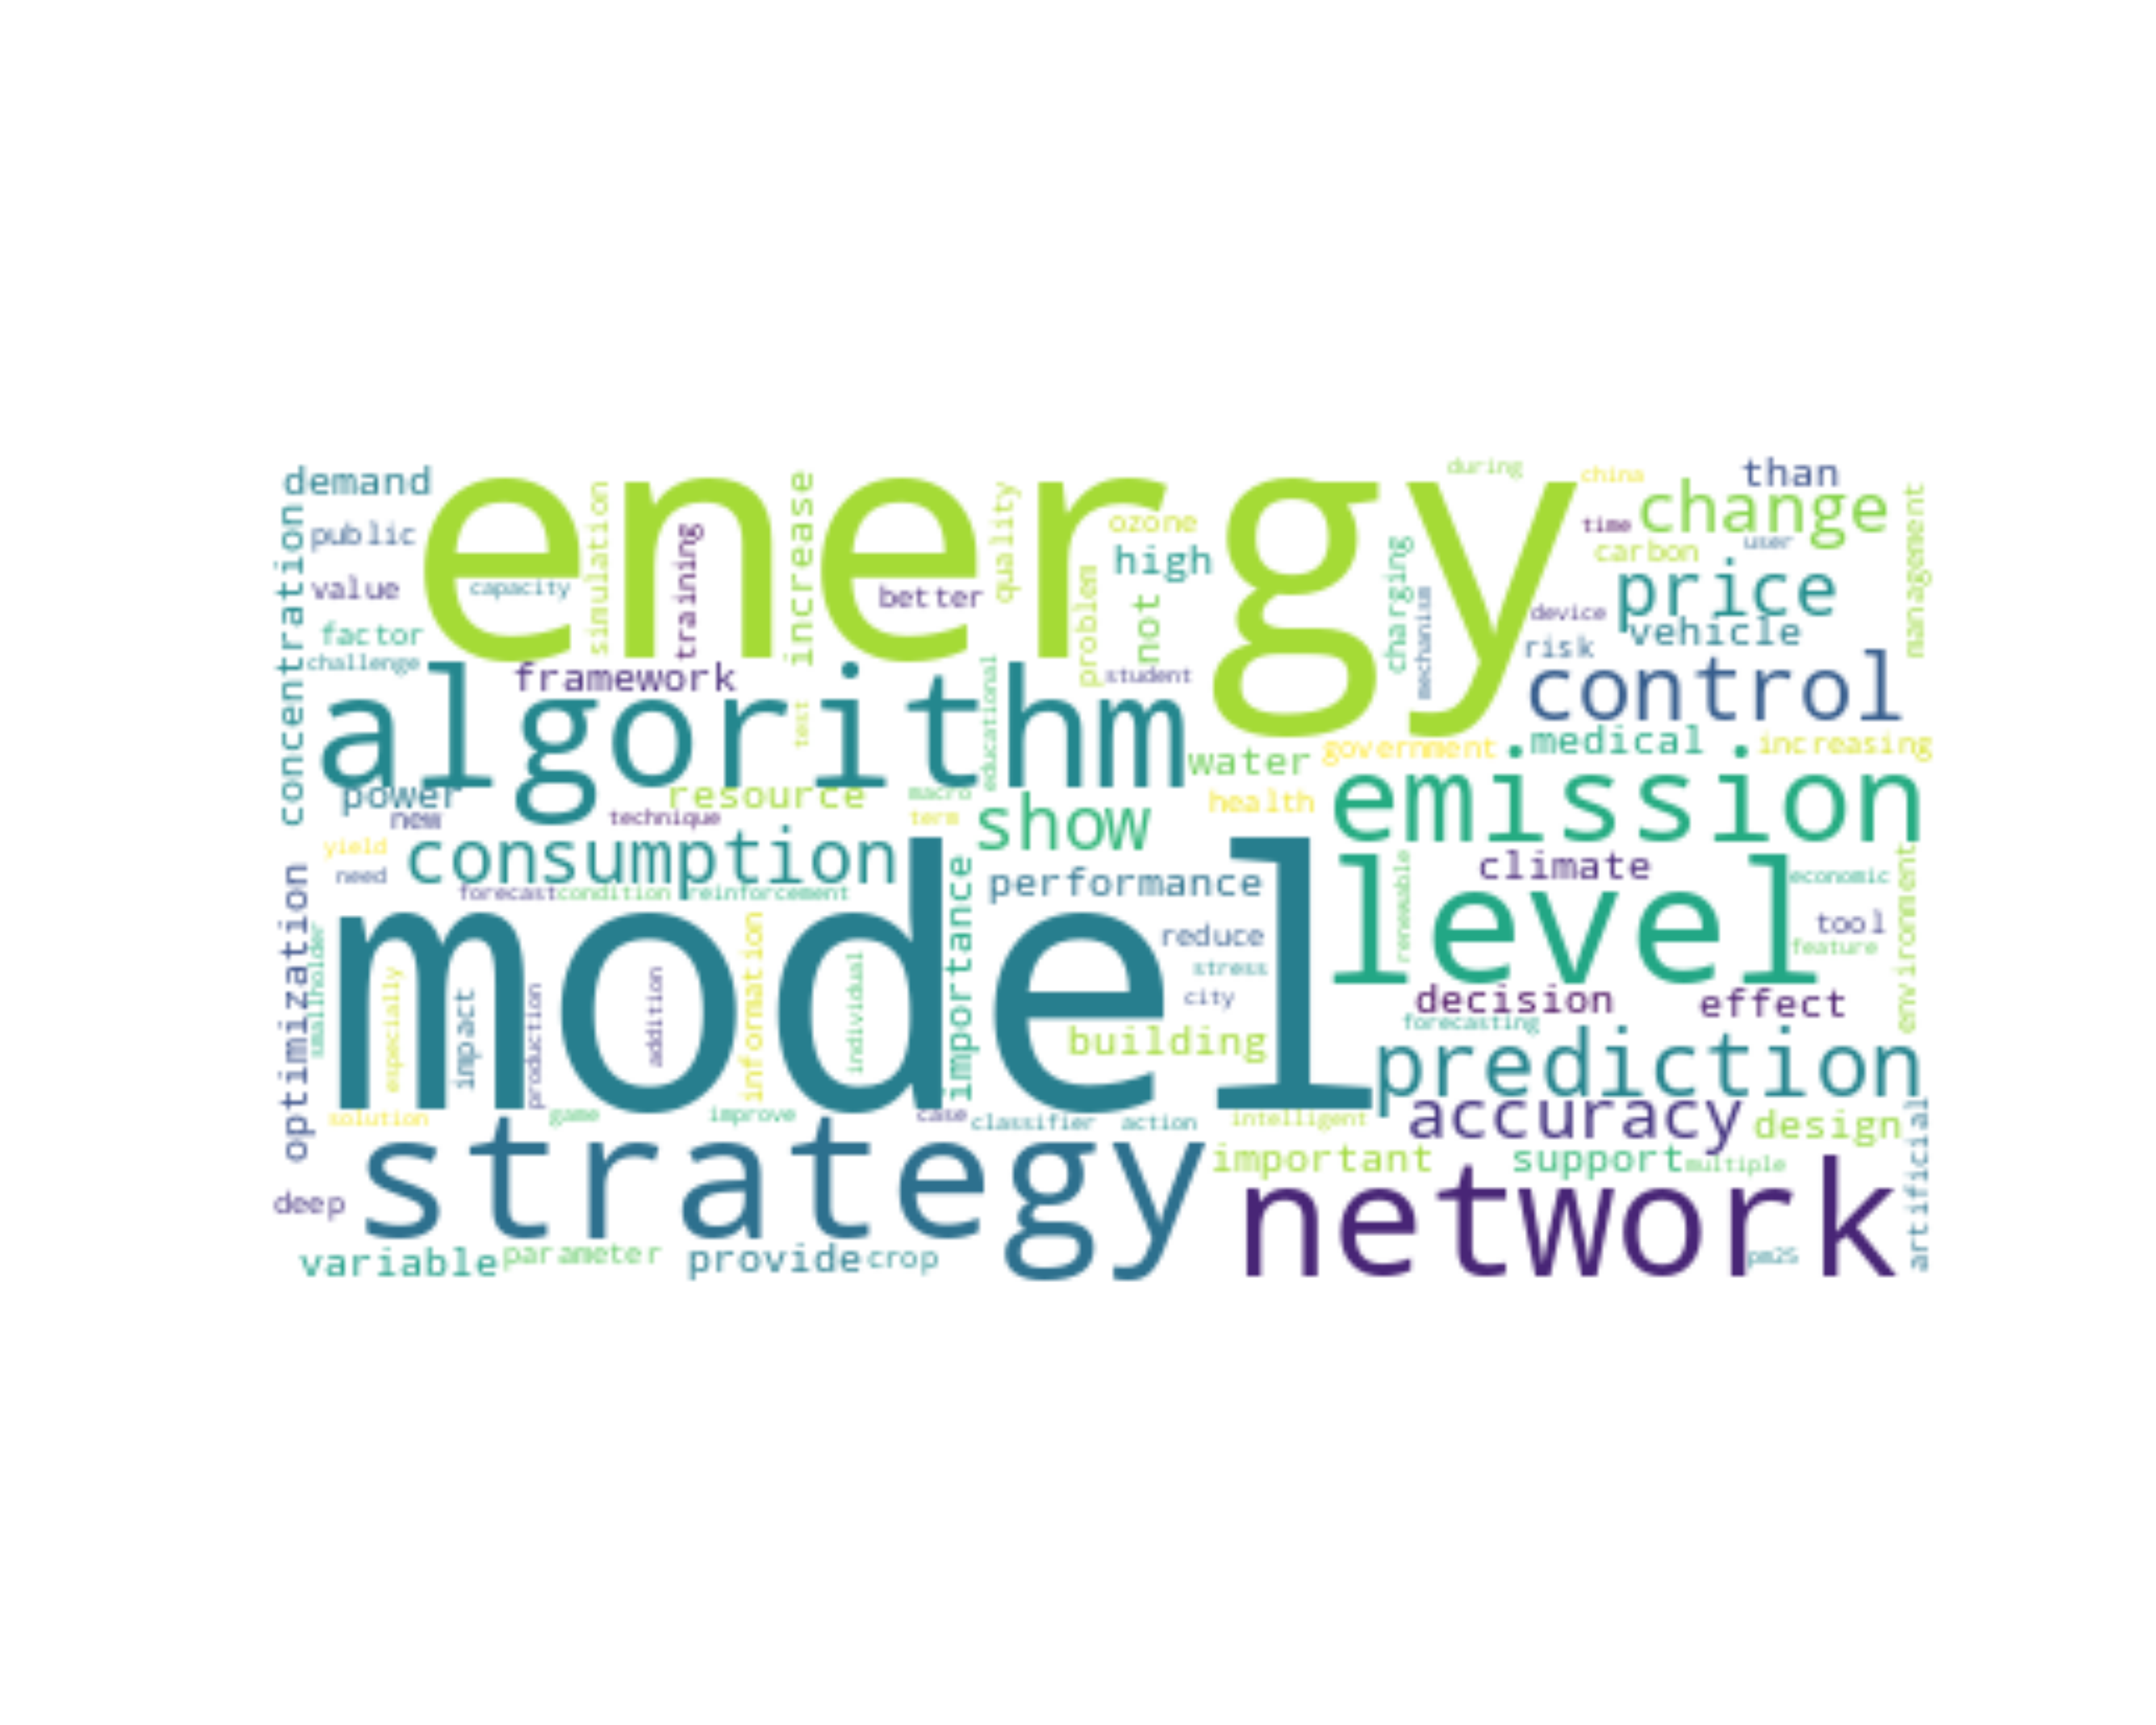 demand
energy
during
china
than
concentration
public
simulation
training
increase
quality
ozone
high
time
change
user
management
value
capacity
better
problem
not
charging
mechanism
carbon
price
device
vehicle
factor
risk
challenge
framework
student
control
algorithm
test
educational
water
government
medical
increasing
power
resource
macro
health
emission
new
technique
term
show
yield
consumption
climate
economic
need
forecast
condition
reinforcement
importance
performance
renewable
level
environment
optimization
smallholder
model
reduce
tool
feature
especially
impact
production
addition
information
individual
stress
city
decision
effect
forecasting
building
prediction
solution
game
improve
case
classifier
action
intelligent
accuracy
design
artificial
strategy
important
support
multiple
deep
network
variable
parameter
provide
crop
pm25